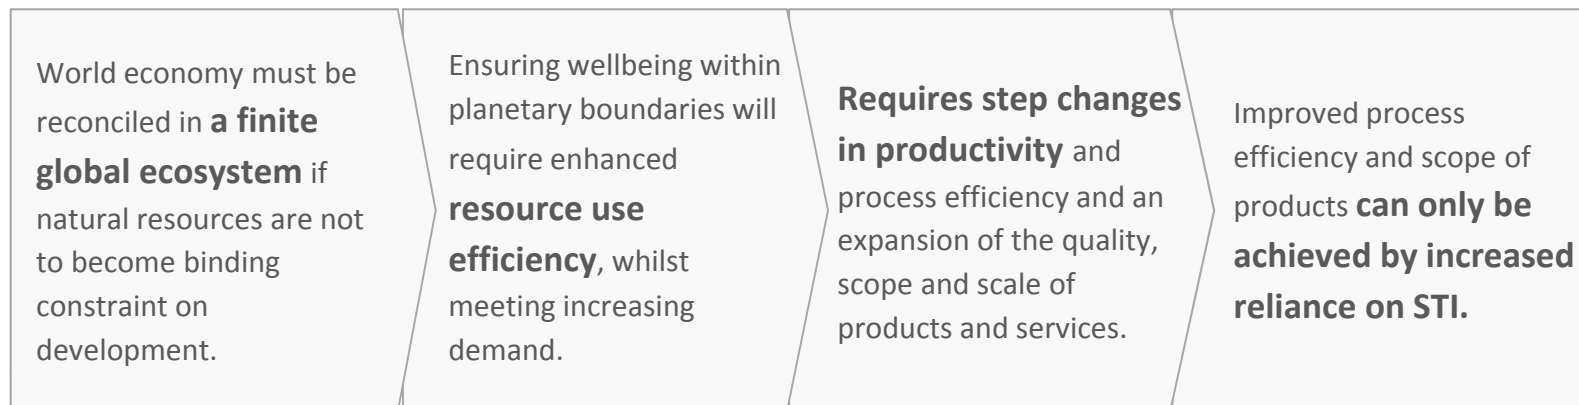 World economy must be
reconciled in a finite
global ecosystem if
natural resources are not
to become binding
constraint on
development.
Ensuring wellbeing within
planetary boundaries will
require enhanced
resource use
efficiency, whilst
meeting increasing
demand.
Requires step changes
in productivity and
process efficiency and an
expansion of the quality,
scope and scale of
products and services.
Improved process
efficiency and scope of
products can only be
achieved by increased
reliance on STI.